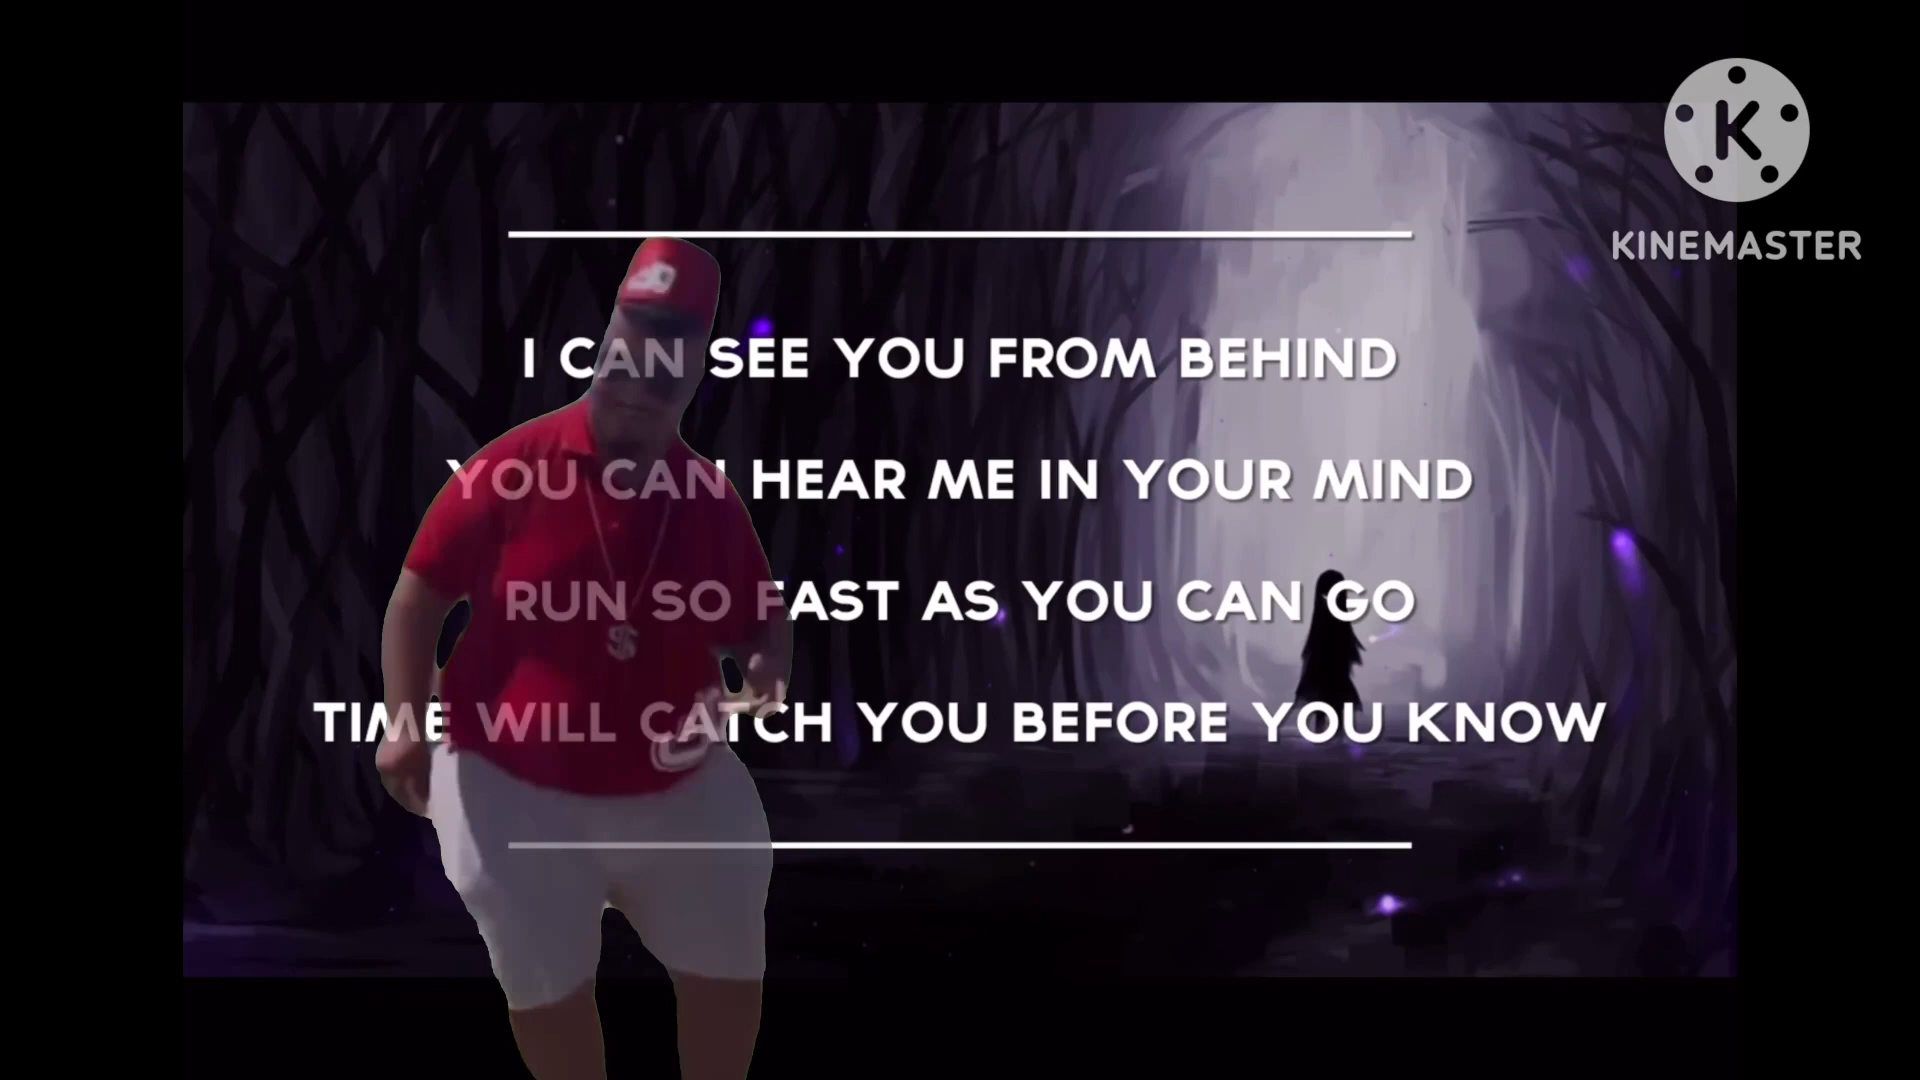 KINEMASTER
I CAN SEE YOU FROM BEHIND
YOU CAN HEAR ME IN YOUR MIND
RUN SO FAST AS YOU CAN GO
TIME WILL CATCH YOU BEFORE YOU KNOW